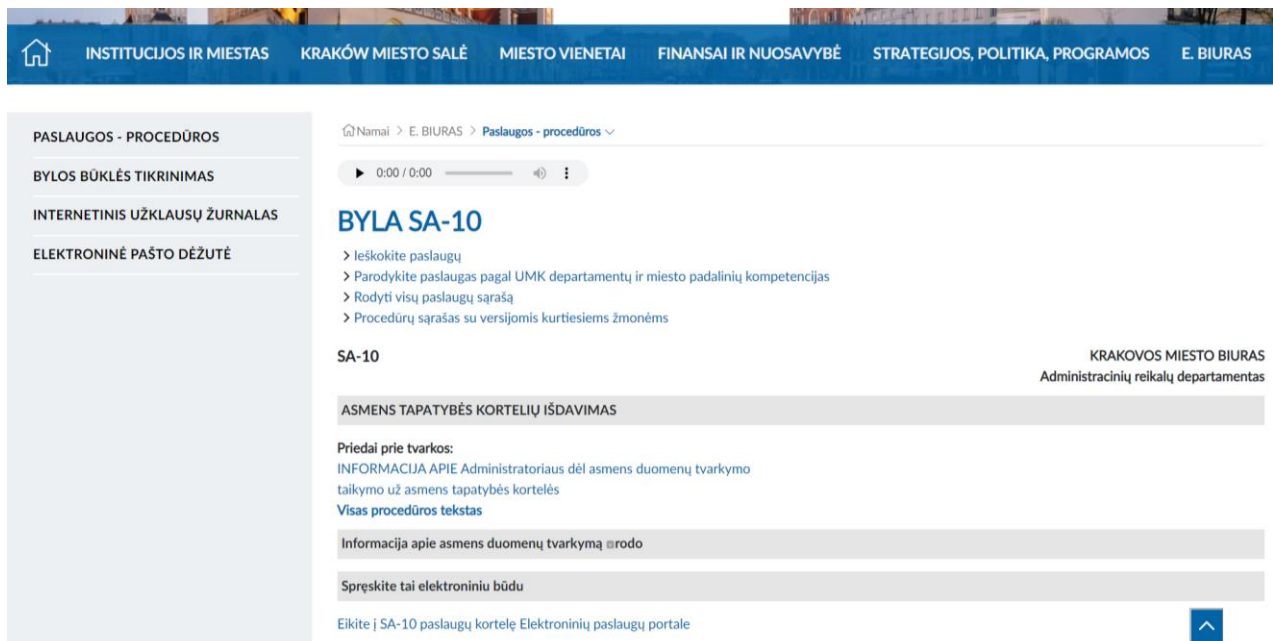 INSTITUCIJOS IR MIESTAS KRAKÓW MIESTO SALĖ MIESTO VIENETAI FINANSAI IR NUOSAVYBĖ STRATEGIJOS, POLITIKA, PROGRAMOS E. BIURAS
PASLAUGOS - PROCEDŪROS
BYLOS BŪKLĖS TIKRINIMAS
INTERNETINIS UŽKLAUSŲ ŽURNALAS
ELEKTRONINĖ PAŠTO DĖŽUTĖ
Namai > E. BIURAS > Paslaugos - procedūros
0:00 / 0:00
BYLA SA-10
> Ieškokite paslaugų
> Parodykite paslaugas pagal UMK departamentų ir miesto padalinių kompetencijas
> Rodyti visų paslaugų sąrašą
> Procedūrų sąrašas su versijomis kurtiesiems žmonėms
SA-10 KRAKOVOS MIESTO BIURAS
Administracinių reikalų departamentas
ASMENS TAPATYBĖS KORTELIŲ IŠDAVIMAS
Priedai prie tvarkos:
INFORMACIJA APIE Administratoriaus dėl asmens duomenų tvarkymo
taikymo už asmens tapatybės kortelės
Visas procedūros tekstas
Informacija apie asmens duomenų tvarkymą rodo
Spręskite tai elektroniniu būdu
Eikite į SA-10 paslaugų kortelę Elektroninių paslaugų portale